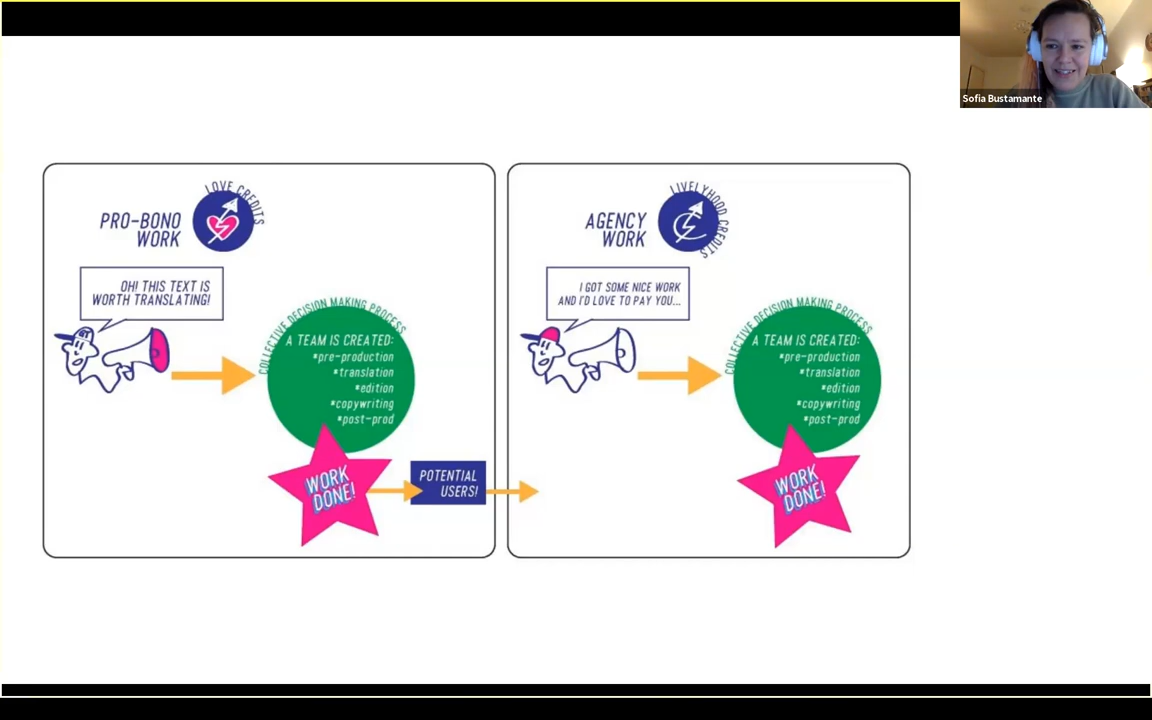 Sofia Bustamante
LOVE CREDITS
PRO-BONO
WORK
OH! THIS TEXT IS
WORTH TRANSLATING!
COLLECTIVE DECISION MAKING PROCESS
A TEAM IS CREATED:
*pre-production
*translation
*edition
*copywriting
*post-prod
WORK
DONE!
POTENTIAL
USERS!
LIVELYHOOD CREDITS
AGENCY
WORK
I GOT SOME NICE WORK
AND I'D LOVE TO PAY YOU...
COLLECTIVE DECISION MAKING PROCESS
A TEAM IS CREATED:
*pre-production
*translation
*edition
*copywriting
*post-prod
WORK
DONE!